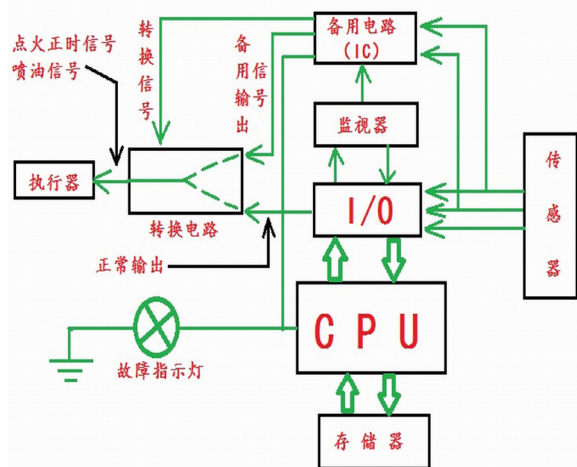 点火正时信号
喷油信号
转换信号
备用信号输出
备用电路
(IC)
监视器
传感器
执行器
I/O
转换电路
正常输出
CPU
故障指示灯
存储器